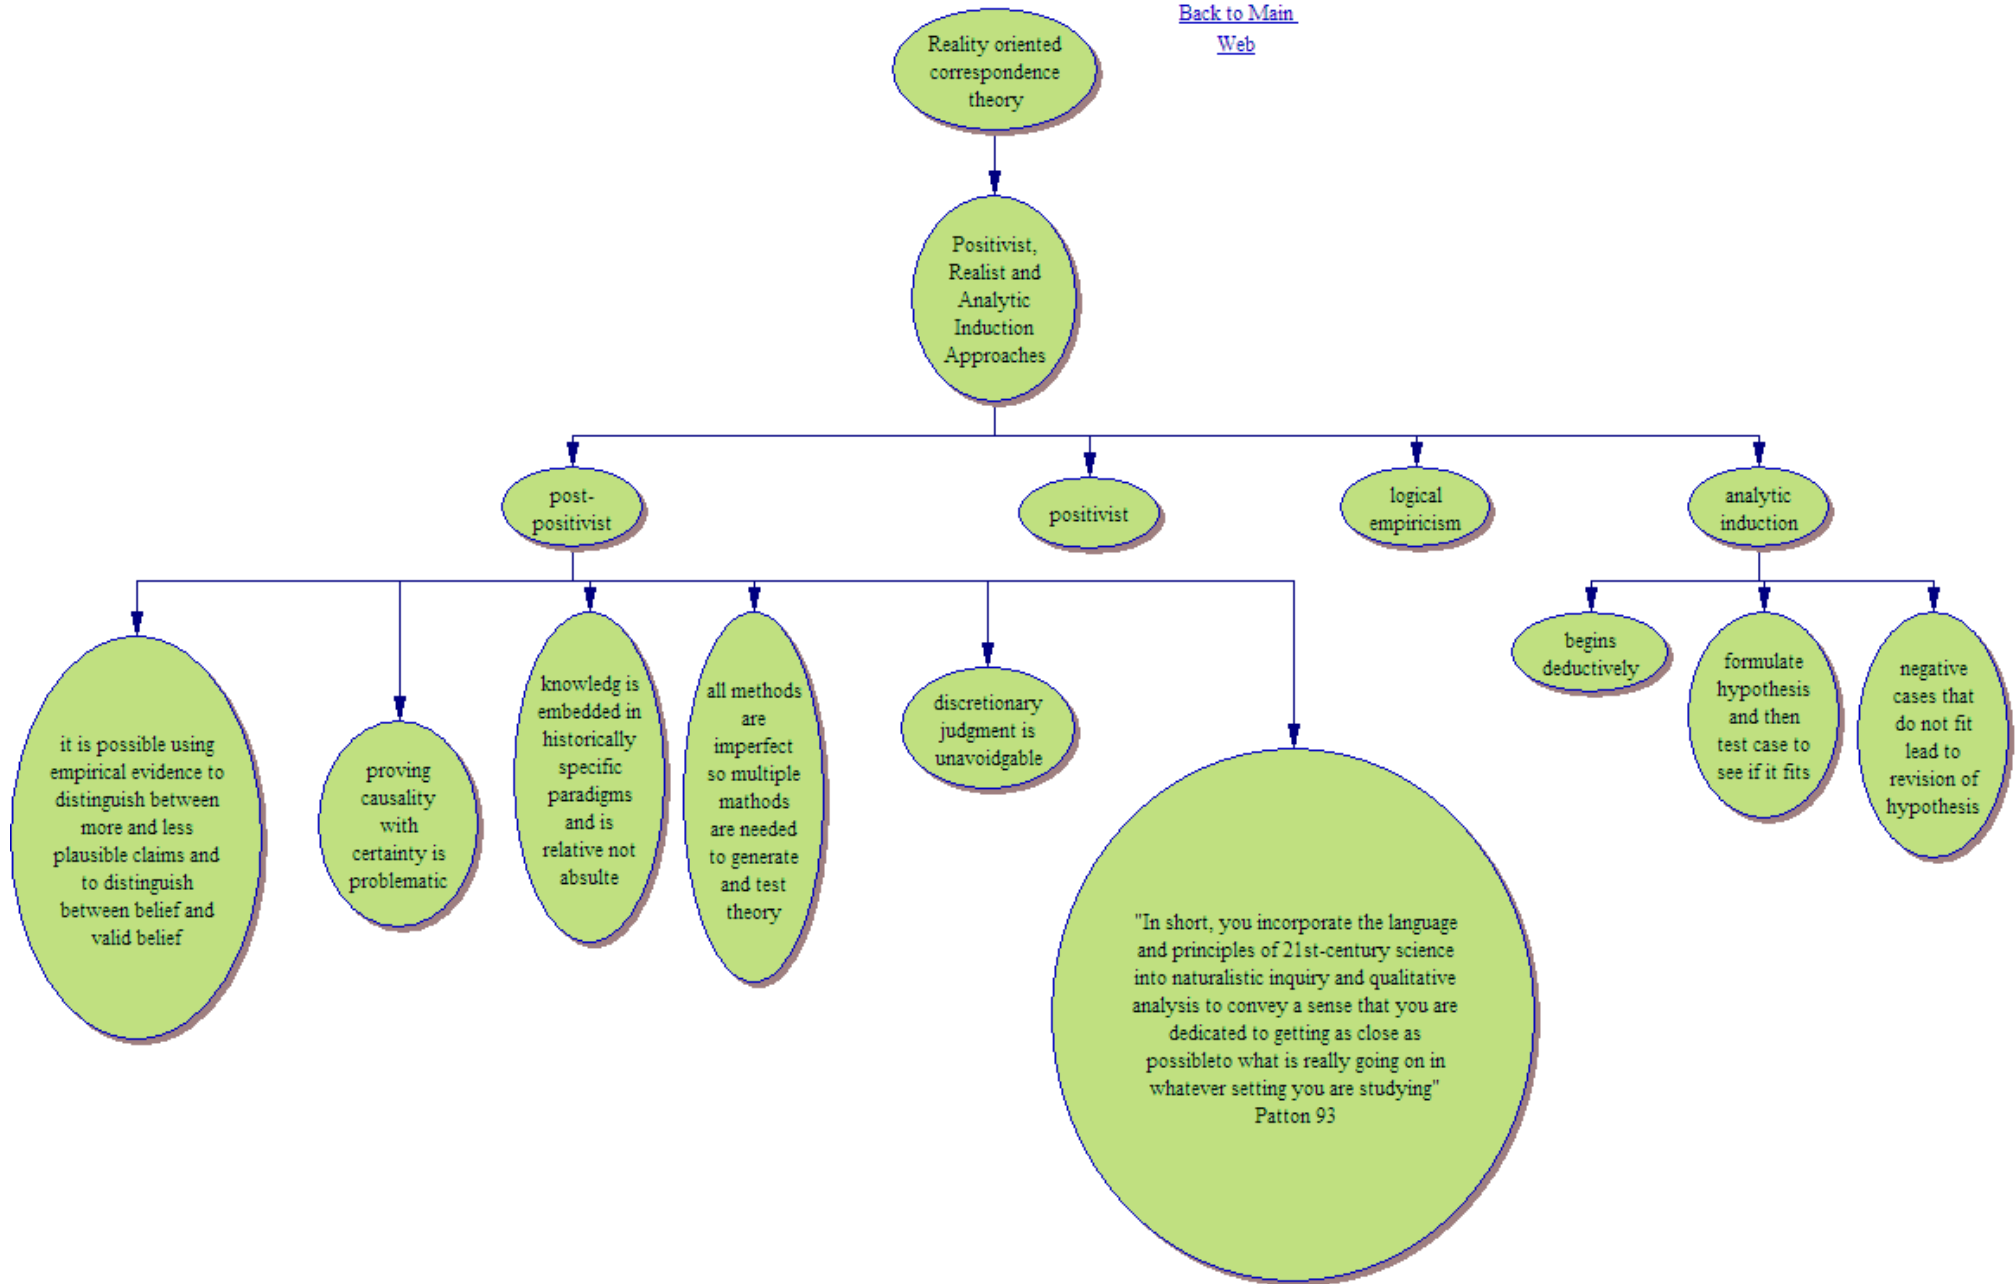 Back to Main
Web
Reality oriented
correspondence
theory
Positivist,
Realist and
Analytic
Induction
Approaches
post-
positivist
positivist
logical
empiricism
analytic
induction
it is possible using
empirical evidence to
distinguish between
more and less
plausible claims and
to distinguish
between belief and
valid belief
proving
causality
with
certainty is
problematic
knowledg is
embedded in
historically
specific
paradigms
and is
relative not
absulte
all methods
are
imperfect
so multiple
mathods
are needed
to generate
and test
theory
discretionary
judgment is
unavoidgable
"In short, you incorporate the language
and principles of 21st-century science
into naturalistic inquiry and qualitative
analysis to convey a sense that you are
dedicated to getting as close as
possibleto what is really going on in
whatever setting you are studying"
Patton 93
begins
deductively
formulate
hypothesis
and then
test case to
see if it fits
negative
cases that
do not fit
lead to
revision of
hypothesis